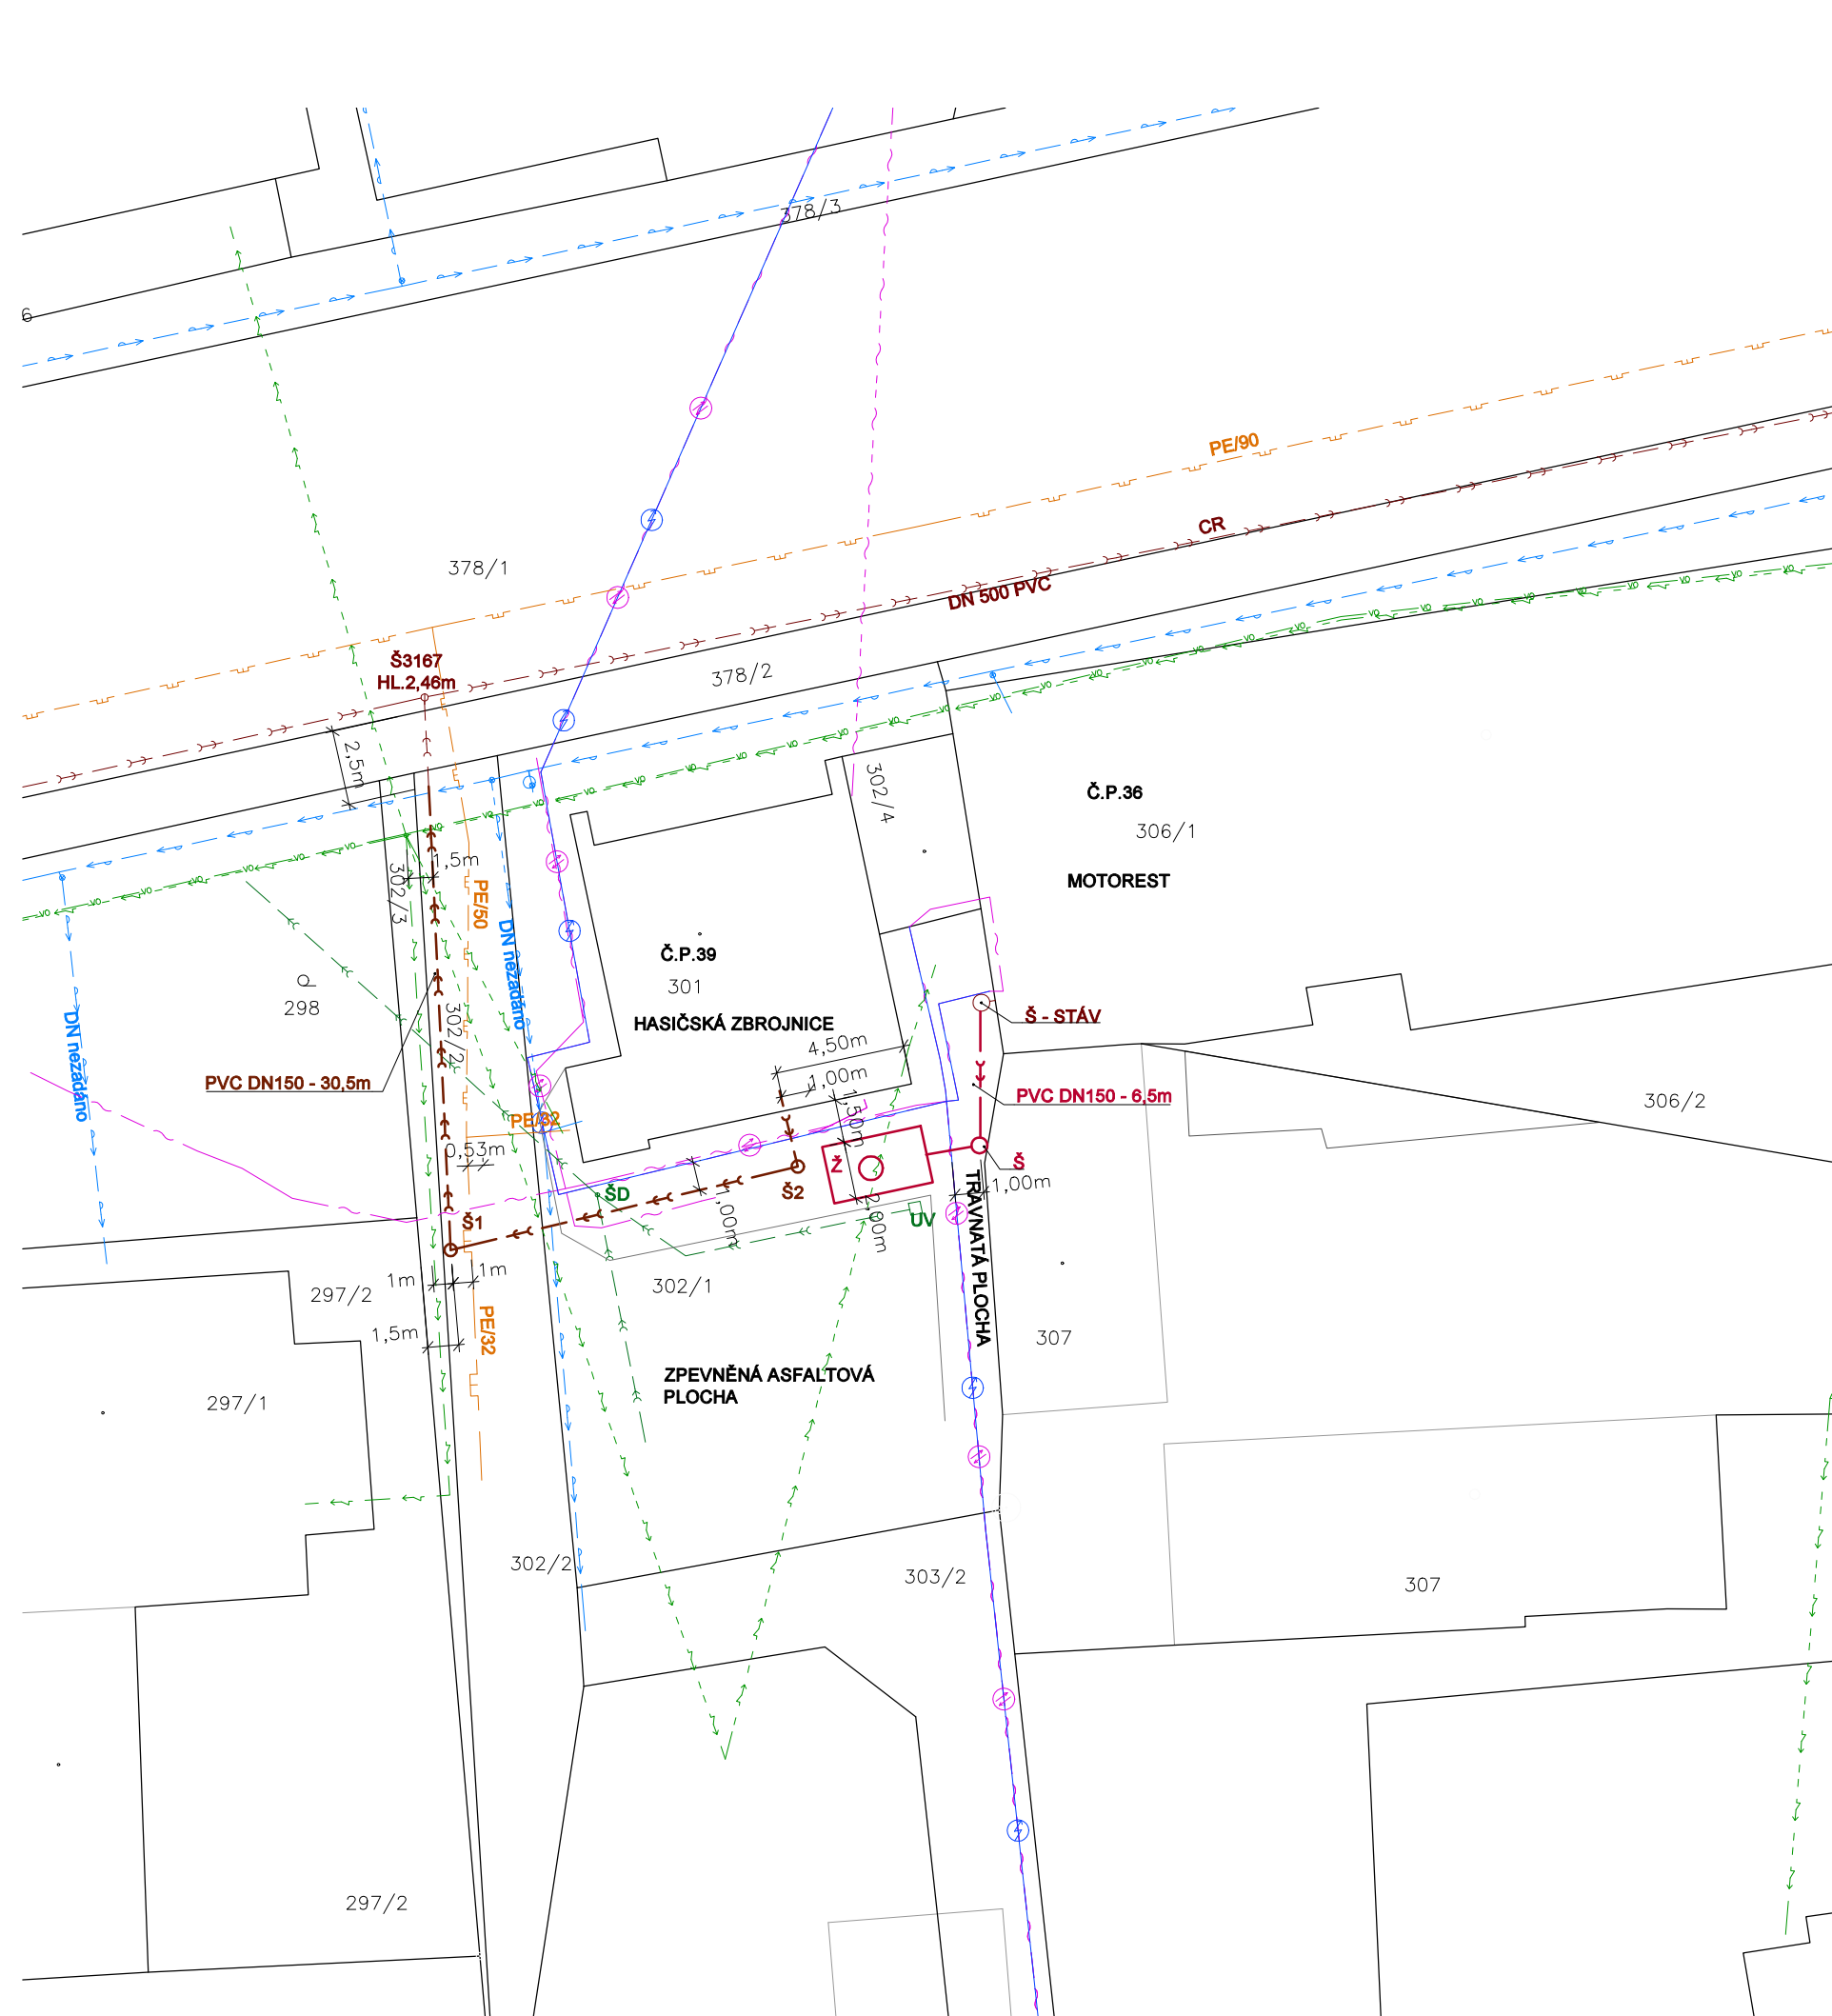 378/3
6
PE/90
CR
378/1
DN 500 PVC
Š3167
HL.2,46m
378/2
2,5m
302/4
Č.P.36
306/1
1,5m
302/3
PE/50
MOTOREST
DN nezadáno
Č.P.39
301
298
302/2
HASIČSKÁ ZBROJNICE
Š - STÁV
DN nezadáno
4,50m
1,00m
PVC DN150 - 30,5m
PVC DN150 - 6,5m
1,50m
306/2
PE/32
0,53m
Ž
Š
Š2
ŠD
1,00m
1,00m
2,00m
UV
Š1
TRAVNATÁ PLOCHA
1m
1m
297/2
302/1
PE/32
1,5m
307
ZPEVNĚNÁ ASFALTOVÁ
PLOCHA
297/1
302/2
303/2
307
297/2